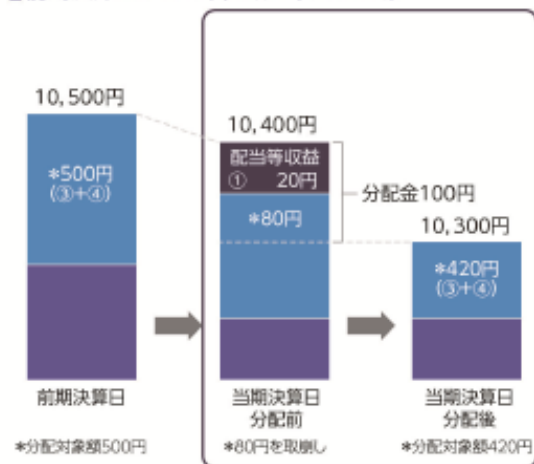 10,500円
*500円
(③+④)
前期決算日
*分配対象額500円
10,400円
配当等収益
① 20円
*80円
分配金100円
当期決算日
分配前
*80円を取崩し
10,300円
*420円
(③+④)
当期決算日
分配後
*分配対象額420円